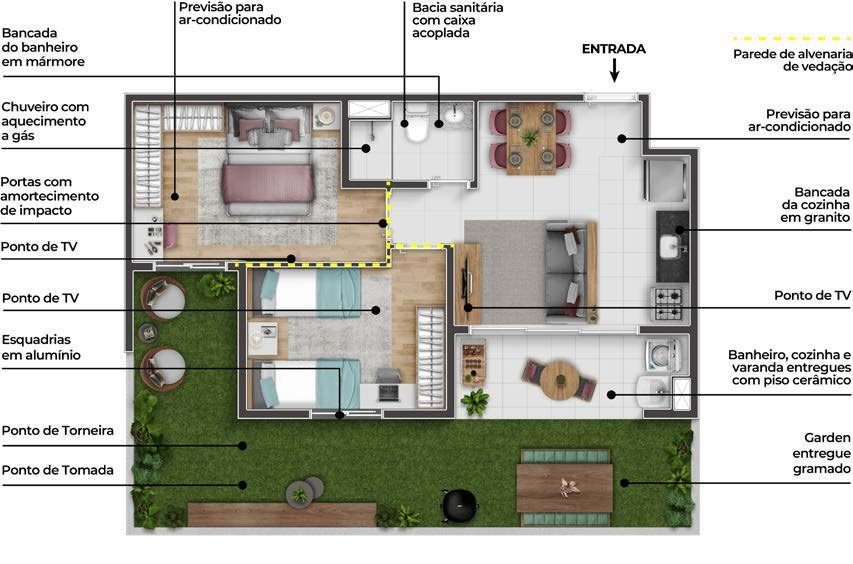 Previsão para
ar-condicionado
Bacia sanitária
com caixa
acoplada
Bancada
do banheiro
em mármore
ENTRADA
Parede de alvenaria
de vedação
Chuveiro com
aquecimento
a gás
Previsão para
ar-condicionado
Portas com
amortecimento
de impacto
Bancada
da cozinha
em granito
Ponto de TV
Ponto de TV
Ponto de TV
Esquadrias
em alumínio
Banheiro, cozinha e
varanda entregues
com piso cerâmico
Ponto de Torneira
Ponto de Tomada
Garden
entregue
gramado